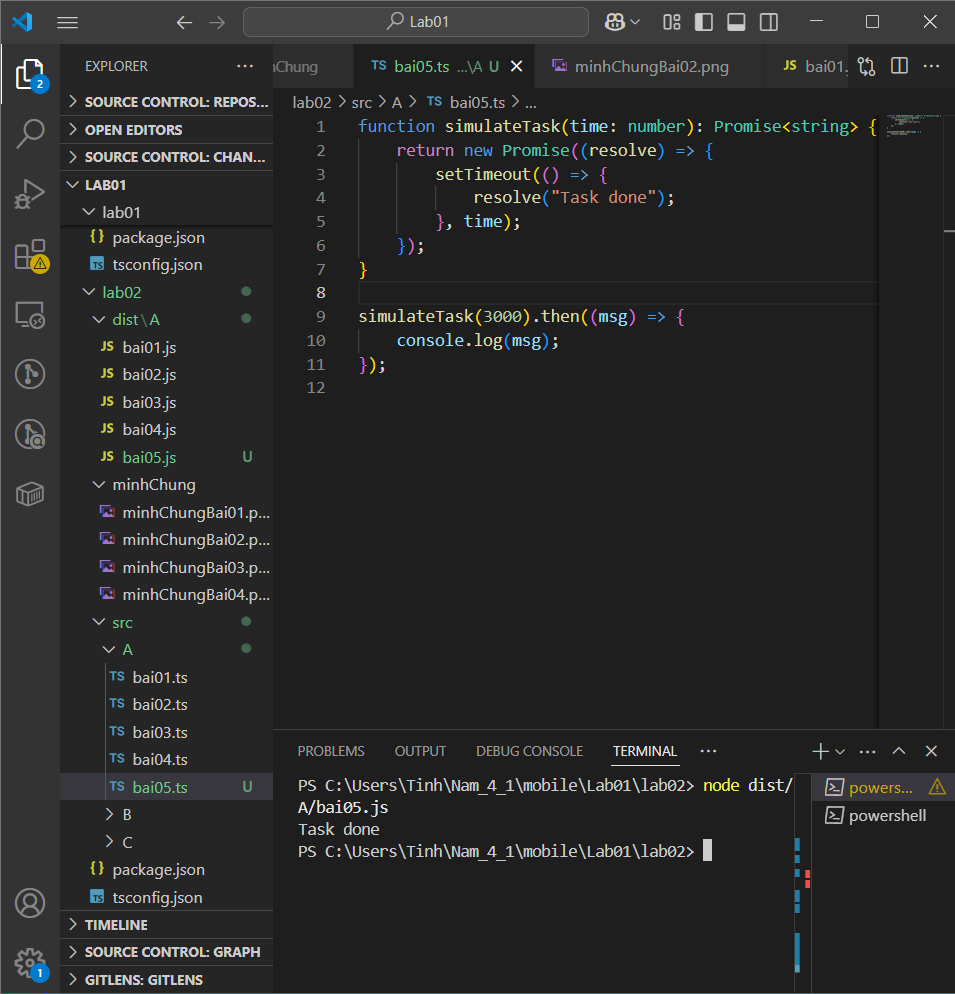 Lab01
EXPLORER
SOURCE CONTROL: REPOS...
OPEN EDITORS
SOURCE CONTROL: CHAN...
LAB01
lab01
{} package.json
TS tsconfig.json
lab02
dist\A
JS bai01.js
JS bai02.js
JS bai03.js
JS bai04.js
JS bai05.js U
minhChung
minhChungBai01.p...
minhChungBai02.p...
minhChungBai03.p...
minhChungBai04.p...
src
A
TS bai01.ts
TS bai02.ts
TS bai03.ts
TS bai04.ts
TS bai05.ts U
B
C
{} package.json
TS tsconfig.json
TIMELINE
SOURCE CONTROL: GRAPH
GITLENS: GITLENS
2
1
hChung TS bai05.ts ...\A U minhChungBai02.png JS bai01.
lab02 > src > A > TS bai05.ts > ...
1 function simulateTask(time: number): Promise<string> {
2 return new Promise((resolve) => {
3 setTimeout(() => {
4 resolve("Task done");
5 }, time);
6 });
7 }
8
9 simulateTask(3000).then((msg) => {
10 console.log(msg);
11 });
12
PROBLEMS OUTPUT DEBUG CONSOLE TERMINAL
PS C:\Users\Tinh\Nam_4_1\mobile\Lab01\lab02> node dist/
A/bai05.js
Task done
PS C:\Users\Tinh\Nam_4_1\mobile\Lab01\lab02>
powers...
powershell